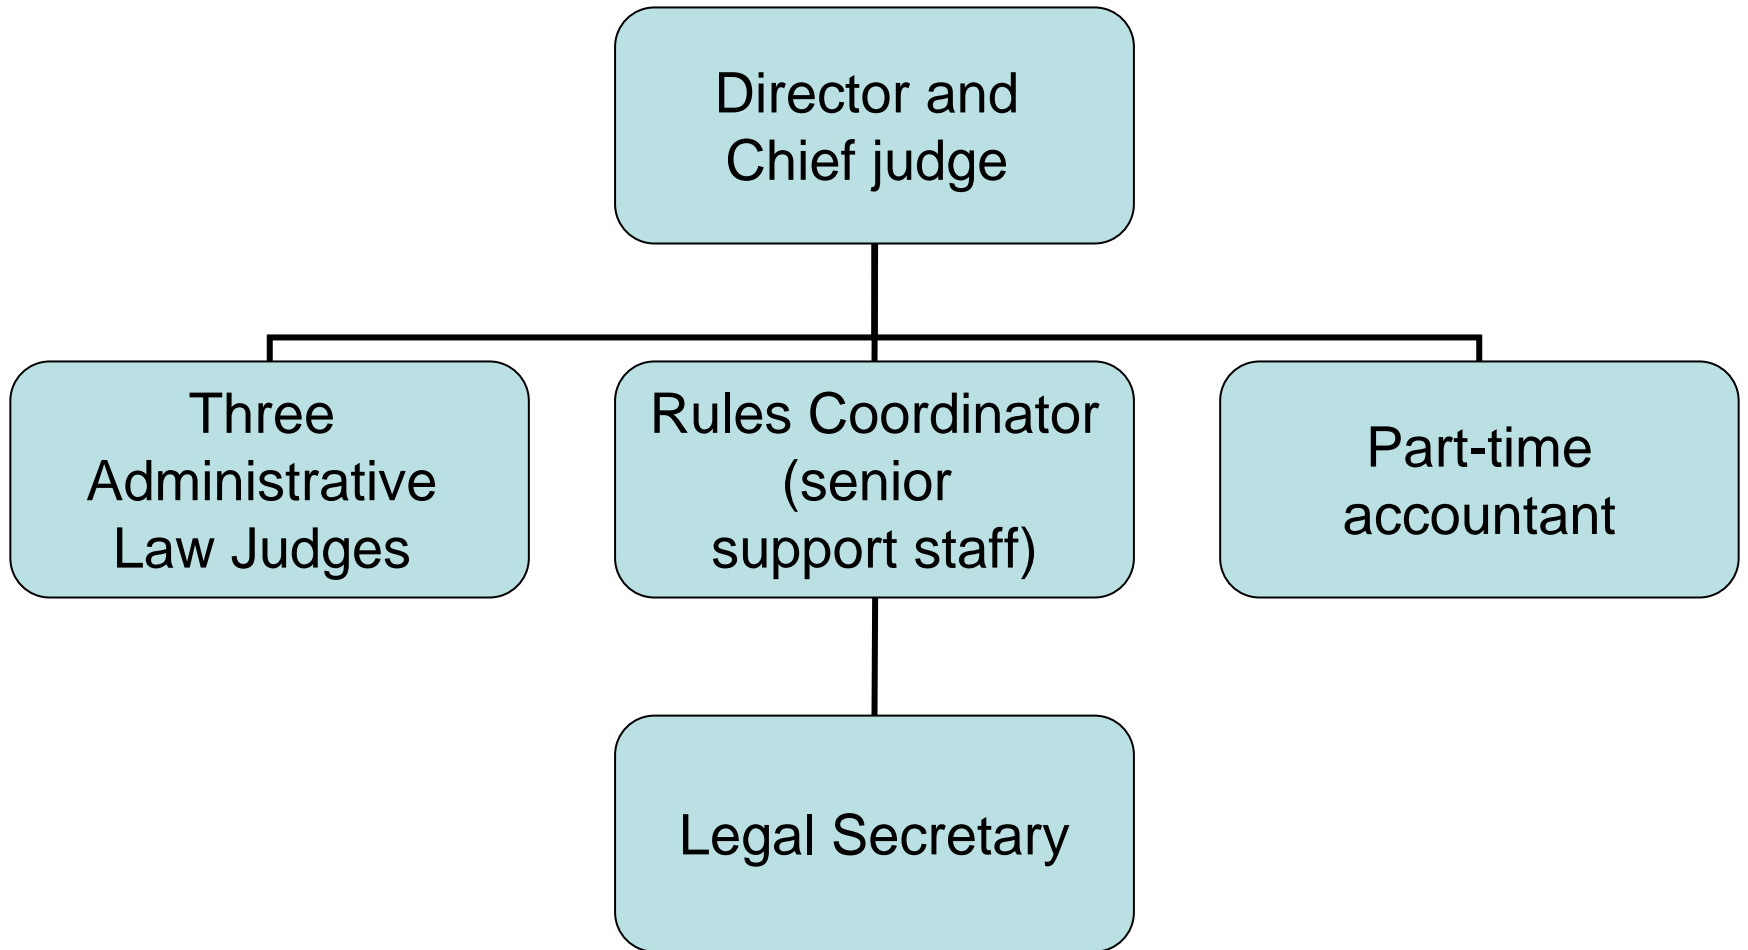 Director and
Chief judge
Three
Administrative
Law Judges
Rules Coordinator
(senior
support staff)
Part-time
accountant
Legal Secretary